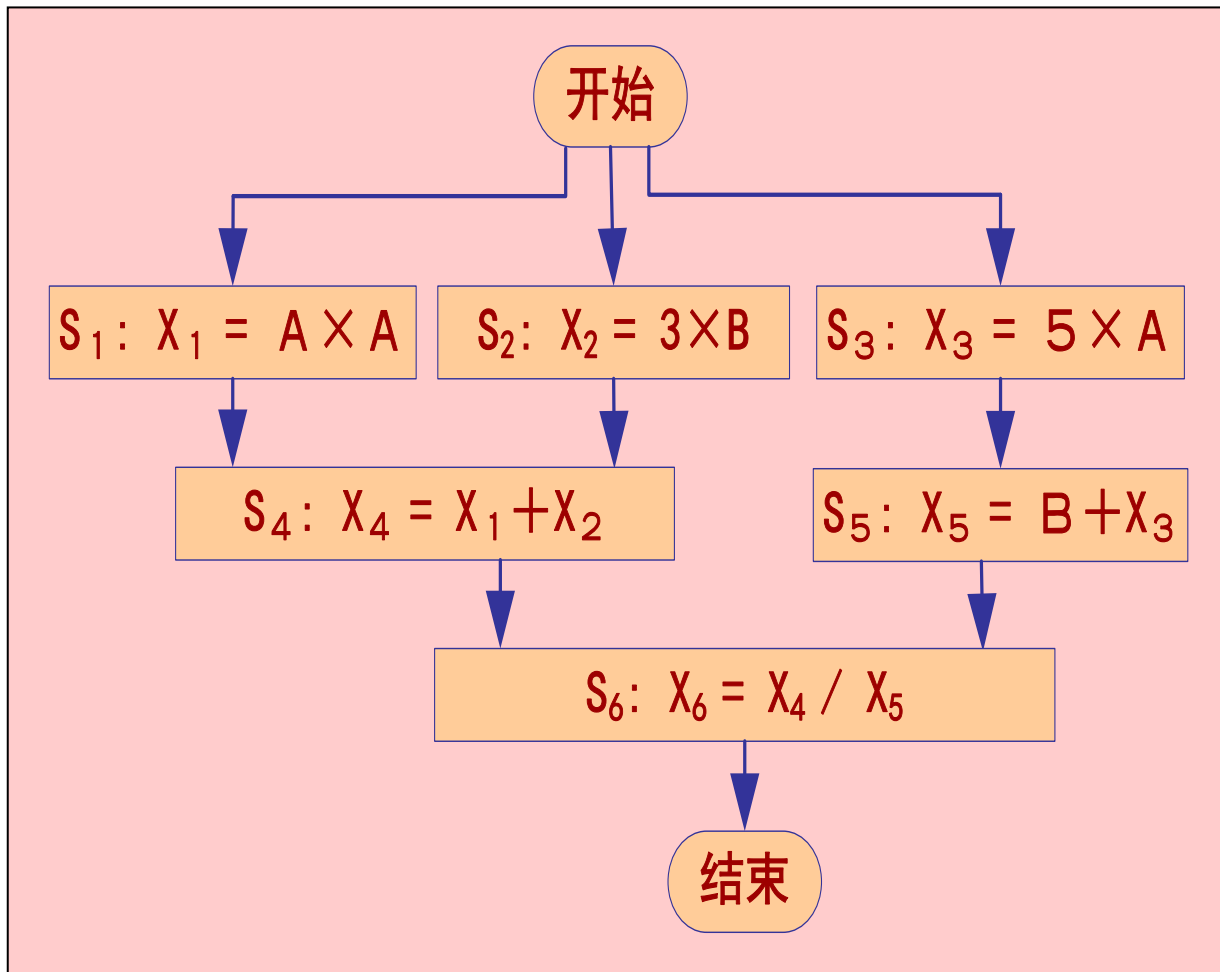 开始
S₁: X₁ = A×A
S₂: X₂ = 3×B
S₃: X₃ = 5×A
S₄: X₄ = X₁+X₂
S₅: X₅ = B+X₃
S₆: X₆ = X₄ / X₅
结束